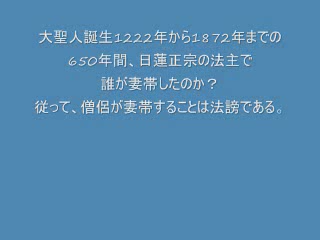 大聖人誕生1222年から1872年までの
650年間、日蓮正宗の法主で
誰が妻帯したのか？
従って、僧侶が妻帯することは法謗である。